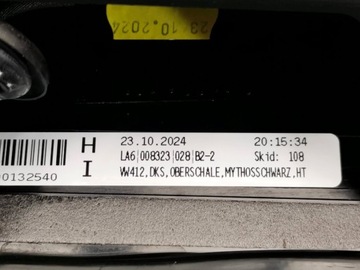 23.10.2024
H
I
0132540
23.10.2024 20:15:34
LA6|008323|028|B2-2 Skid: 108
VW412,DKS,OBERSCHALE,MYTHOSSCHWARZ,HT